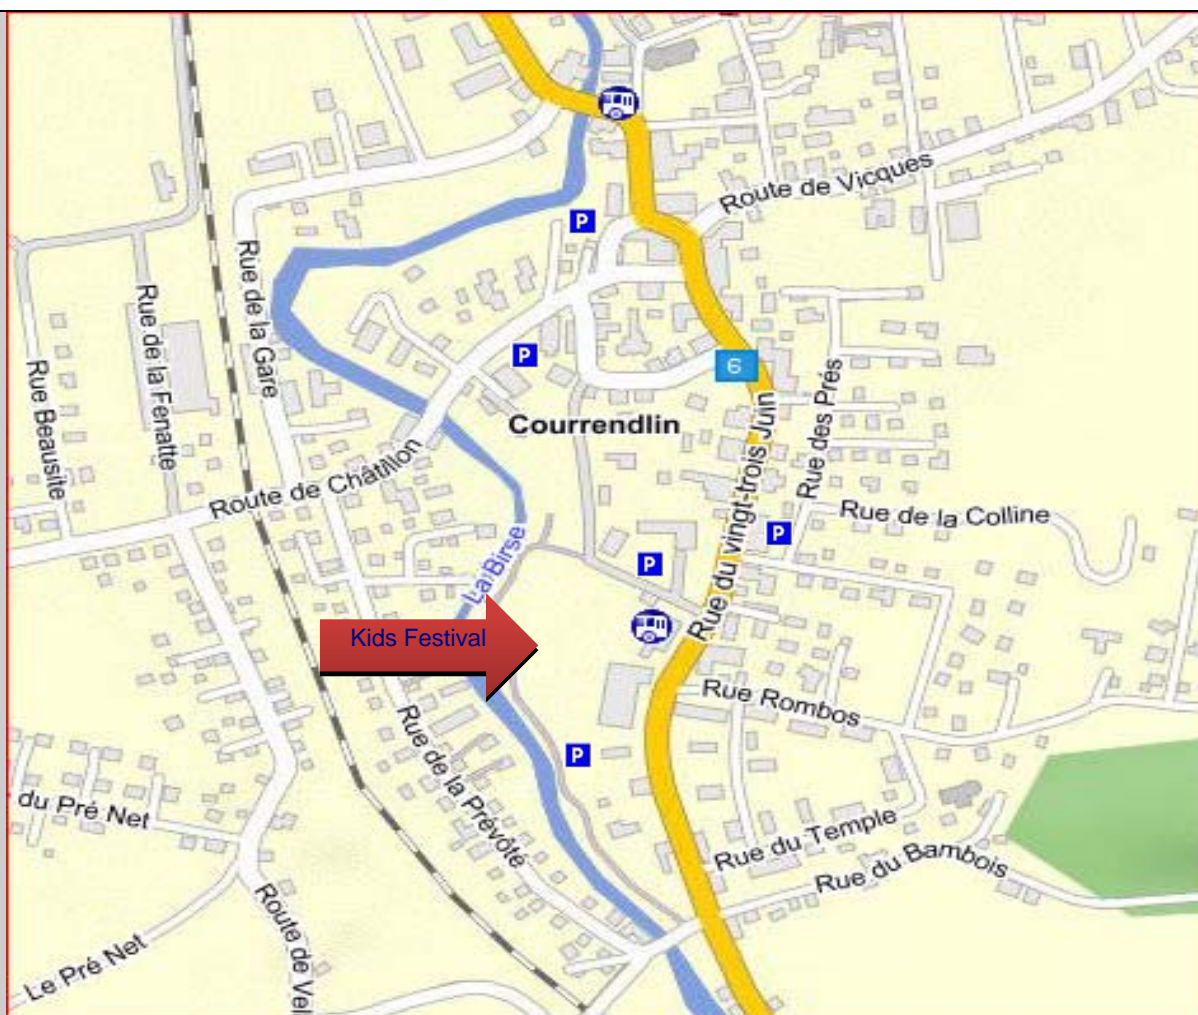 P
Route de Vicques
Rue de la Gare
Rue de la Fenatte
Rue Beausite
P
6
Rue des Prés
Courrendlin
Rue du vingt-trois Juin
Route de Châtillon
Rue de la Colline
P
La Birse
P
Kids Festival
Rue Rombos
Rue de la Prévôté
P
du Pré Net
Rue du Temple
Rue du Bambois
Route de Vel
Le Pré Net